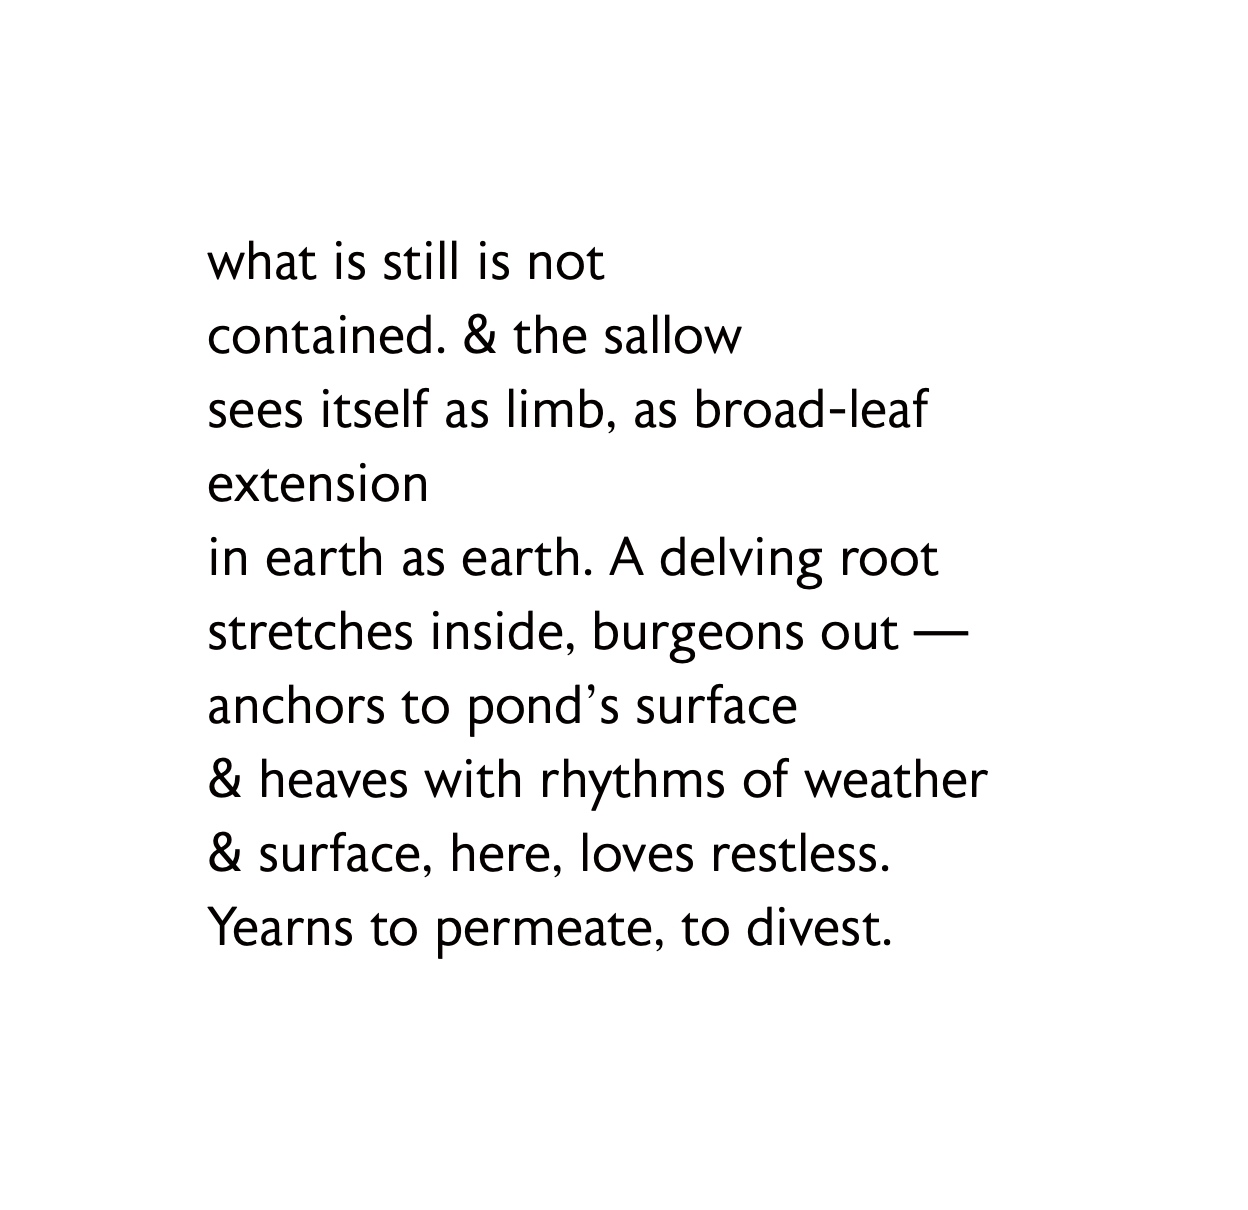 what is still is not
contained. & the sallow
sees itself as limb, as broad-leaf
extension
in earth as earth. A delving root
stretches inside, burgeons out —
anchors to pond’s surface
& heaves with rhythms of weather
& surface, here, loves restless.
Yearns to permeate, to divest.